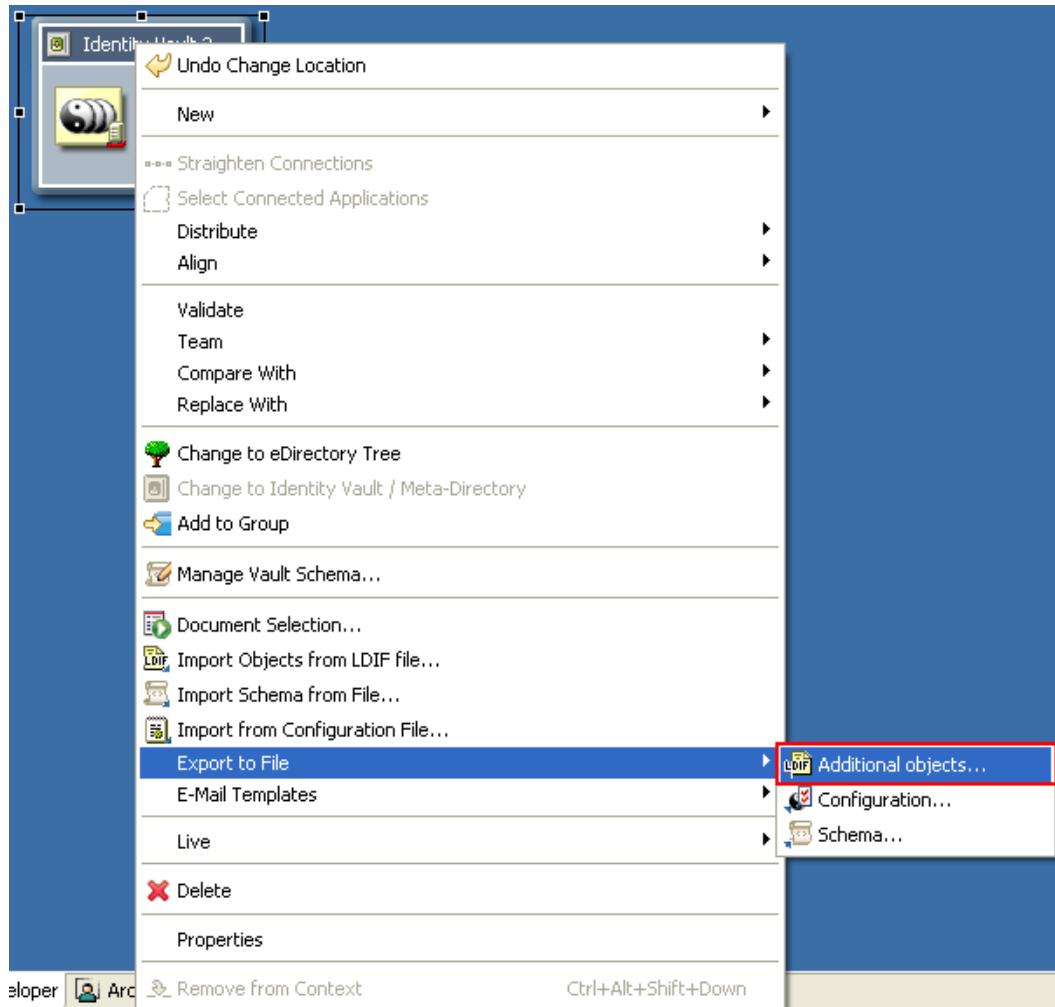 Undo Change Location
New
Straighten Connections
Select Connected Applications
Distribute
Align
Validate
Team
Compare With
Replace With
Change to eDirectory Tree
Change to Identity Vault / Meta-Directory
Add to Group
Manage Vault Schema...
Document Selection...
LDIF Import Objects from LDIF file...
Import Schema from File...
Import from Configuration File...
Export to File
LDIF Additional objects...
Configuration...
E-Mail Templates
Schema...
Live
Delete
Properties
eloper Arc
Remove from Context Ctrl+Alt+Shift+Down